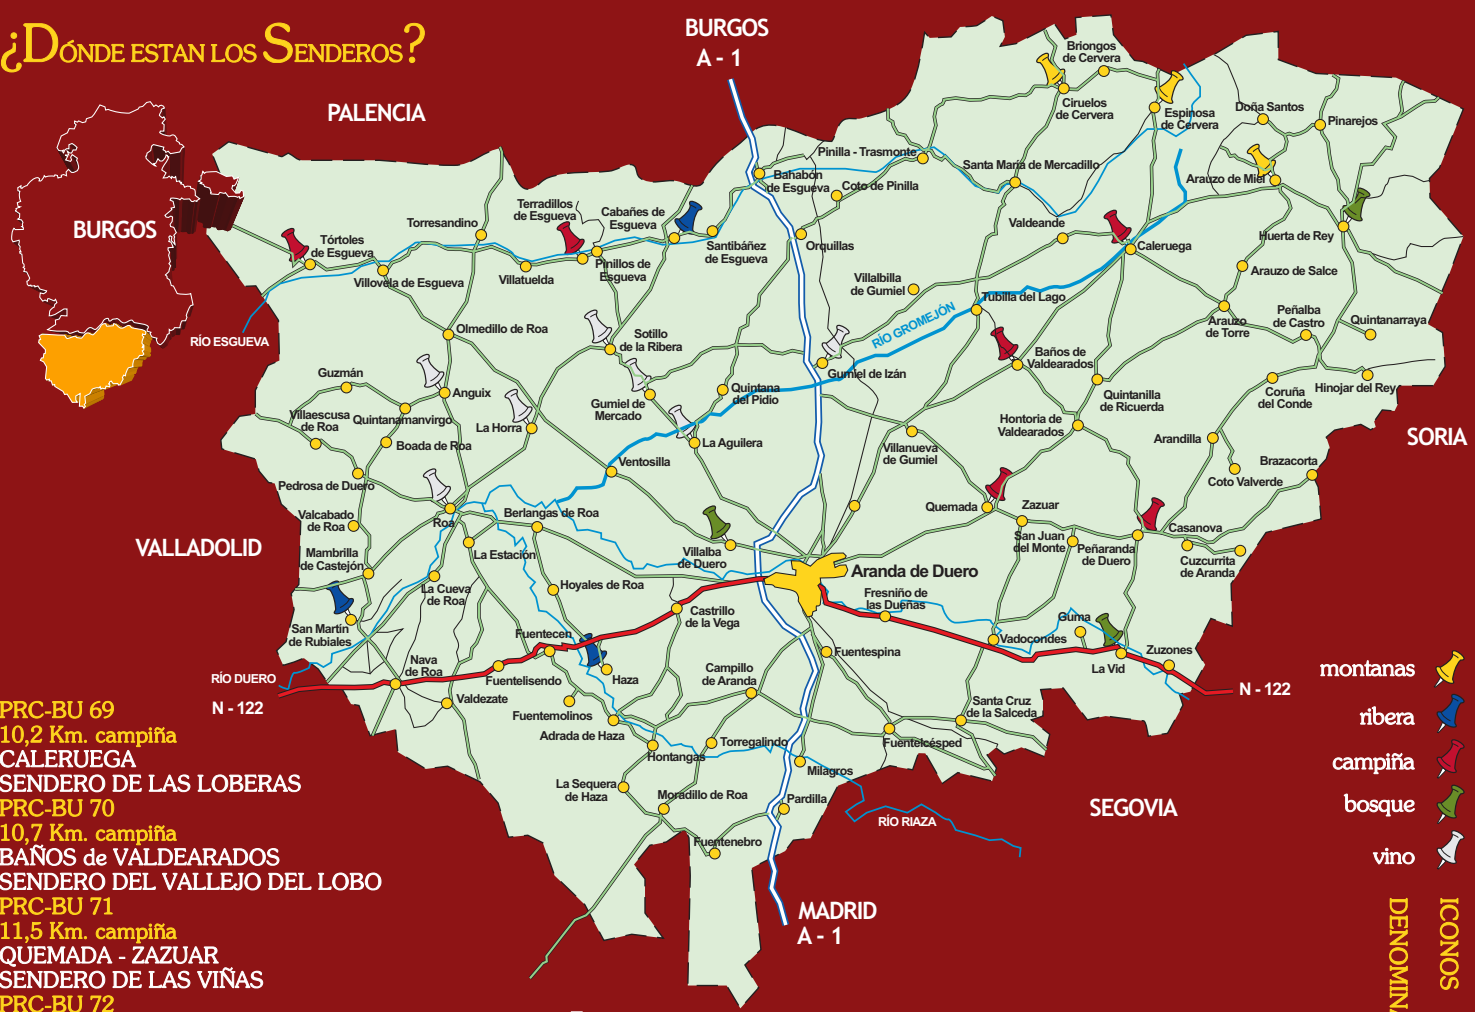 ¿DÓNDE ESTAN LOS SENDEROS?
BURGOS
A - 1
PALENCIA
BURGOS
Briongos
de Cervera
Ciruelos
de Cervera
Espinosa
de Cervera
Doña Santos
Pinarejos
Pinilla - Trasmonte
Santa María de Mercadillo
Arauzo de Miel
Bahabón
de Esgueva
Coto de Pinilla
Terradillos
de Esgueva
Cabañes de
Esgueva
Torresandino
Tórtoles
de Esgueva
Santibáñez
de Esgueva
Orquillas
Valdeande
Caleruega
Huerta de Rey
Villovela de Esgueva
Villatuelda
Pinillos de
Esgueva
Villalbilla
de Gumiel
Arauzo de Salce
Tubilla del Lago
RÍO GROMEJÓN
RÍO ESGUEVA
Olmedillo de Roa
Sotillo
de la Ribera
Arauzo
de Torre
Peñalba
de Castro
Quintanarraya
Baños de
Valdearados
Guzmán
Anguix
Gumiel de Izán
Gumiel de
Mercado
Quintana
del Pidio
Quintanilla
de Ricuerda
Coruña
del Conde
Hinojar del Rey
Villaescusa
de Roa
Quintanamanvirgo
La Horra
Boada de Roa
La Aguilera
Villanueva
de Gumiel
Hontoria de
Valdearados
Arandilla
SORIA
Ventosilla
Brazacorta
Coto Valverde
Pedrosa de Duero
Valcabado
de Roa
Roa
Berlangas de Roa
Quemada
Zazuar
San Juan
del Monte
Peñaranda
de Duero
Casanova
Cuzcurrita
de Aranda
VALLADOLID
Mambrilla
de Castejón
La Estación
Villalba
de Duero
Aranda de Duero
La Cueva
de Roa
Hoyales de Roa
Fresniño de
las Dueñas
San Martín
de Rubiales
Castrillo
de la Vega
Guma
Fuentecen
Vadocondes
La Vid
Zuzones
Fuentespina
Nava
de Roa
Haza
Campillo
de Aranda
RÍO DUERO
N - 122
Fuentelisendo
Valdezate
Fuentemolinos
Adrada de Haza
Santa Cruz
de la Salceda
N - 122
Hontangas
Torregalindo
Fuentelcésped
Milagros
La Sequera
de Haza
Moradillo de Roa
Pardilla
Fuentenebro
RÍO RIAZA
SEGOVIA
MADRID
A - 1
PRC-BU 69
10,2 Km. campiña
CALERUEGA
SENDERO DE LAS LOBERAS
PRC-BU 70
10,7 Km. campiña
BAÑOS de VALDEARADOS
SENDERO DEL VALLEJO DEL LOBO
PRC-BU 71
11,5 Km. campiña
QUEMADA - ZAZUAR
SENDERO DE LAS VIÑAS
PRC-BU 72
montanas
ribera
campiña
bosque
vino
ICONOS
DENOMINA